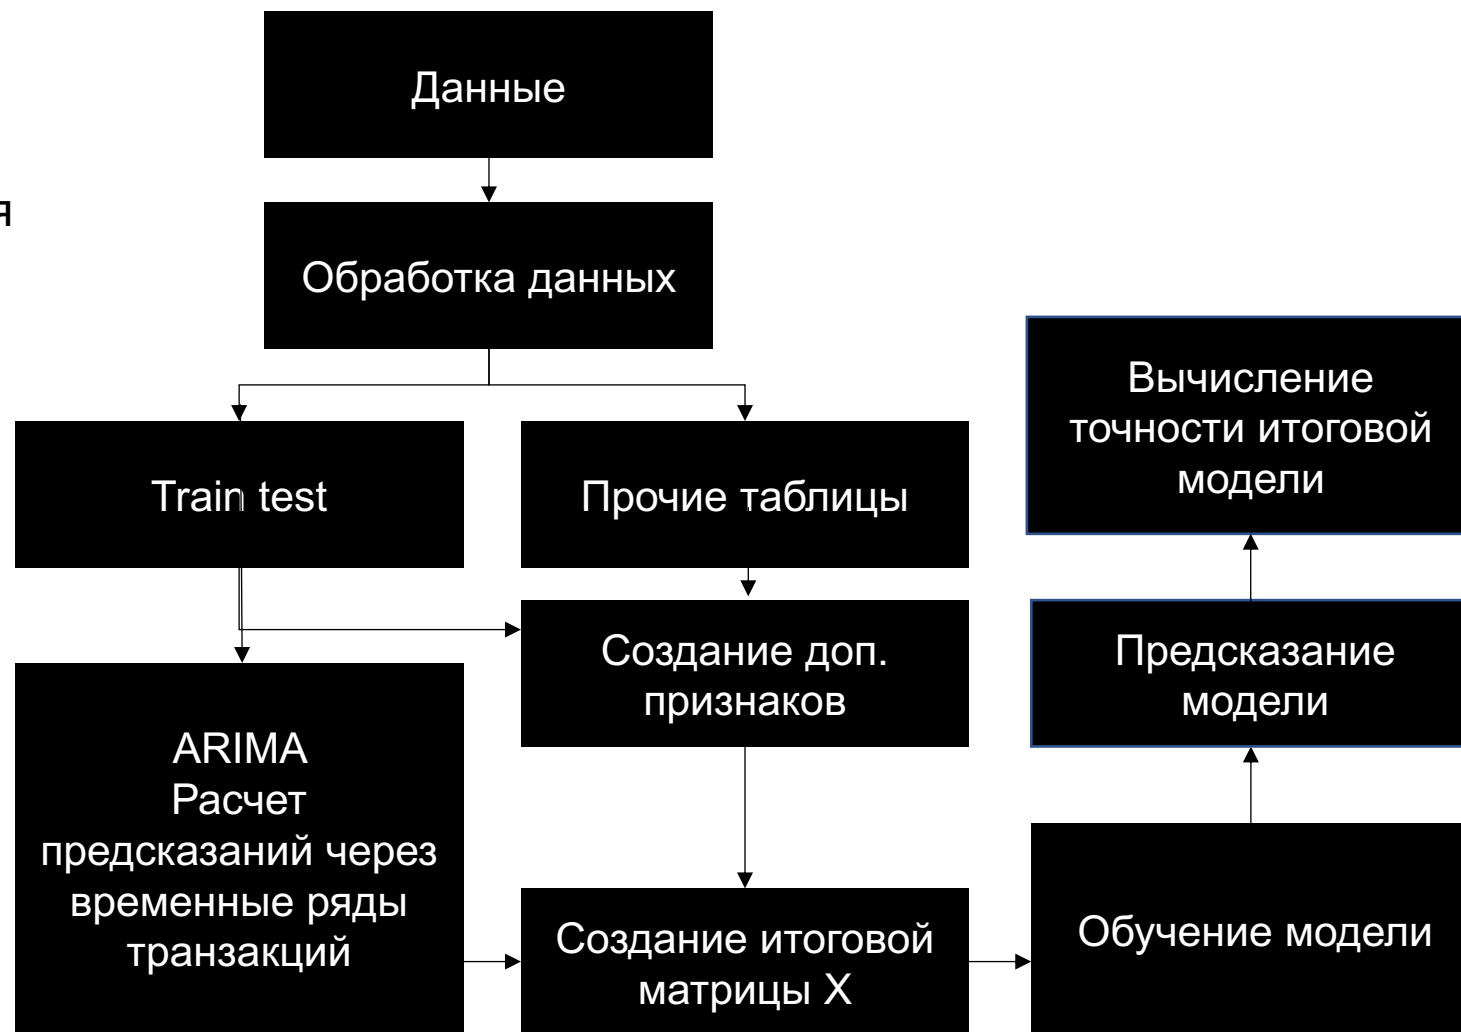 Данные
я
Обработка данных
Train test
Прочие таблицы
Вычисление
точности итоговой
модели
Создание доп.
признаков
Предсказание
модели
ARIMA
Расчет
предсказаний через
временные ряды
транзакций
Создание итоговой
матрицы X
Обучение модели